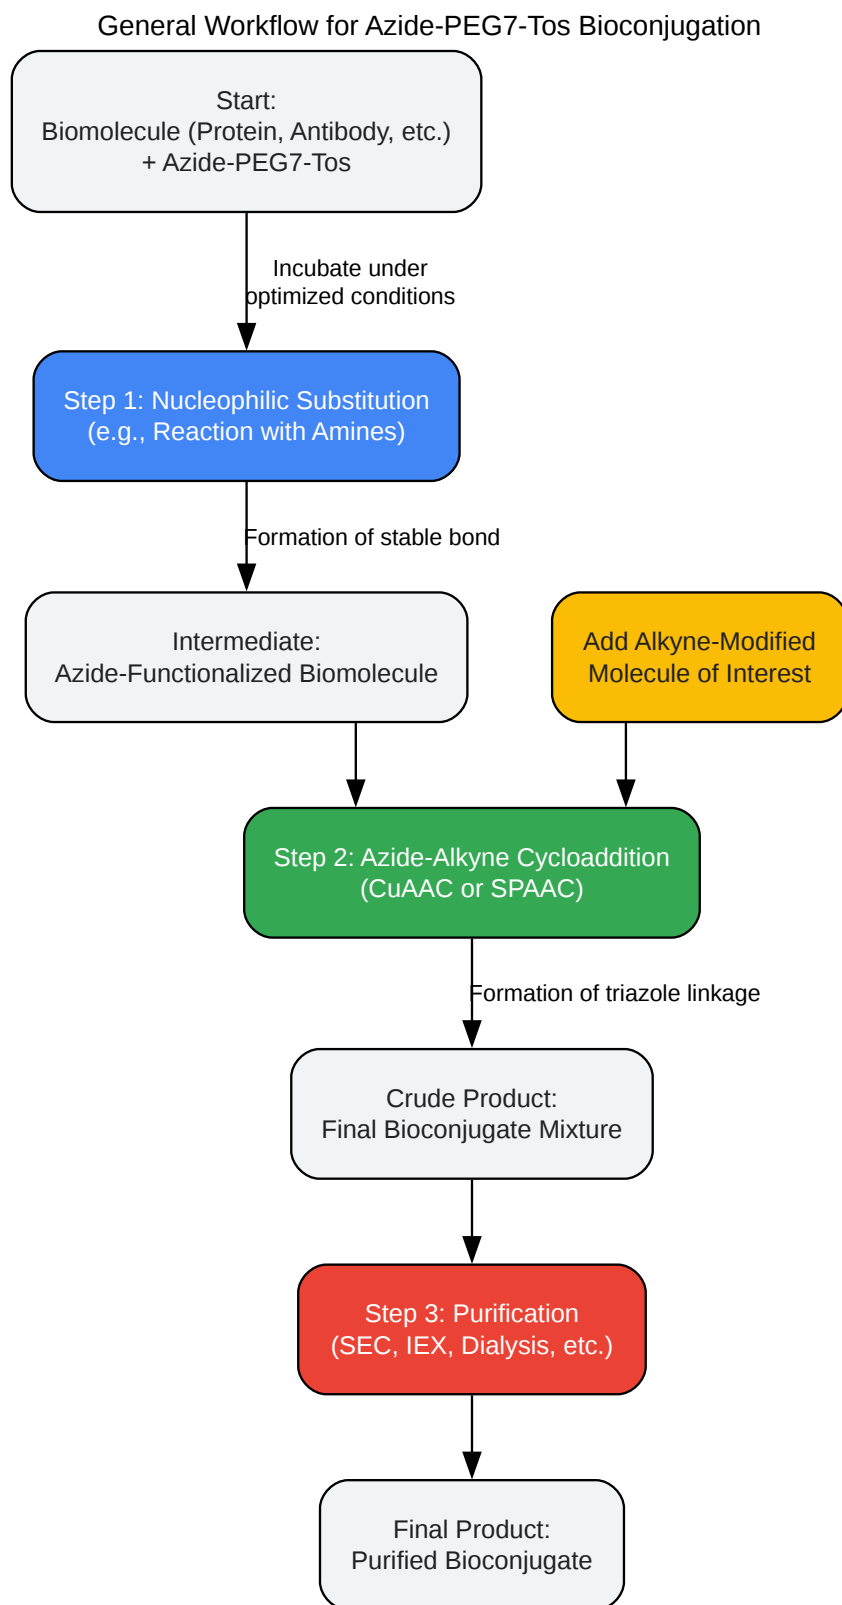 General Workflow for Azide-PEG7-Tos Bioconjugation
Start:
Biomolecule (Protein, Antibody, etc.)
+ Azide-PEG7-Tos
Incubate under
optimized conditions
Step 1: Nucleophilic Substitution
(e.g., Reaction with Amines)
Formation of stable bond
Intermediate:
Azide-Functionalized Biomolecule
Add Alkyne-Modified
Molecule of Interest
Step 2: Azide-Alkyne Cycloaddition
(CuAAC or SPAAC)
Formation of triazole linkage
Crude Product:
Final Bioconjugate Mixture
Step 3: Purification
(SEC, IEX, Dialysis, etc.)
Final Product:
Purified Bioconjugate